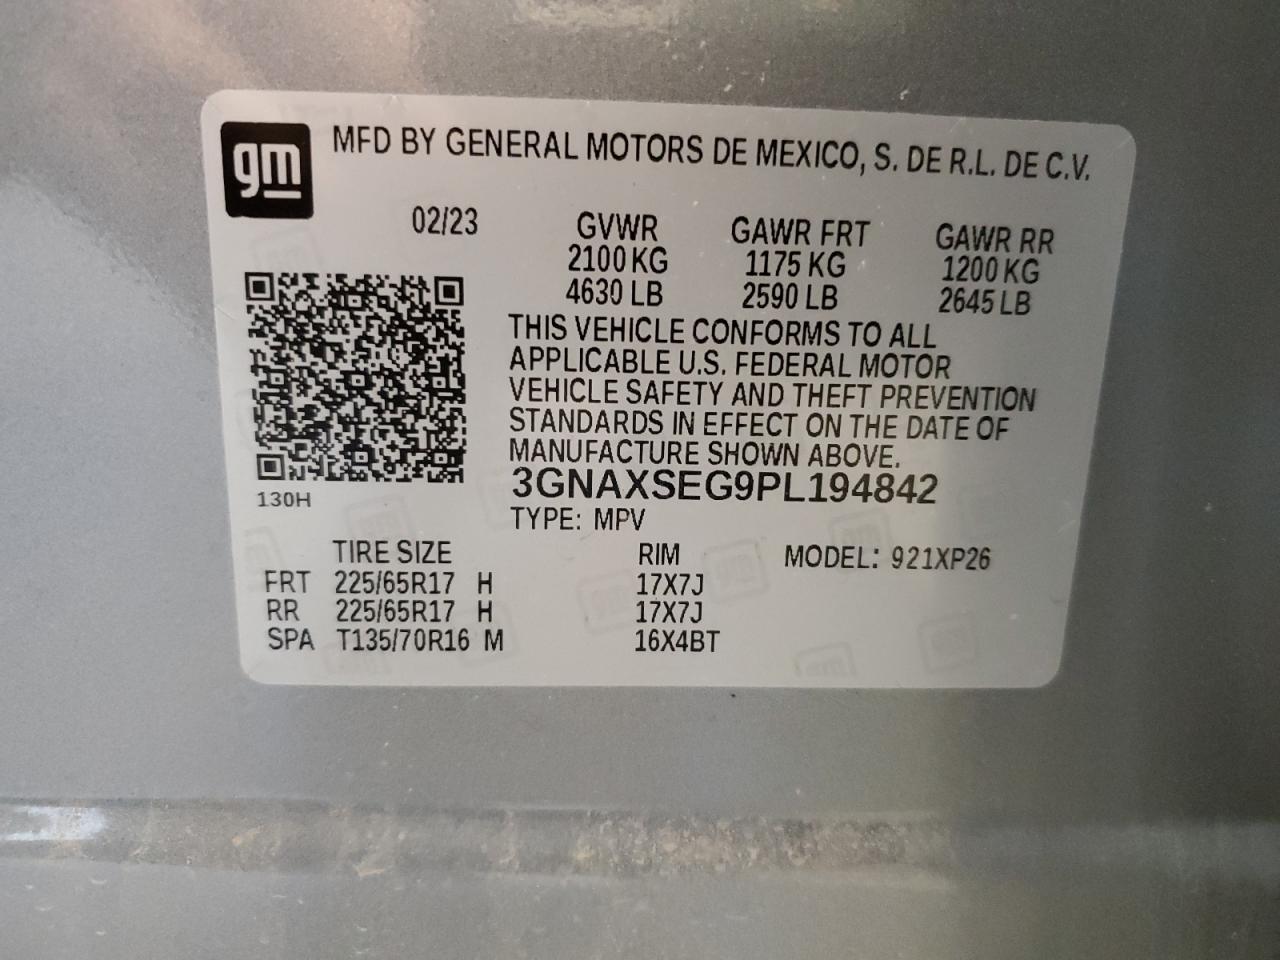 gm
MFD BY GENERAL MOTORS DE MEXICO, S. DE R.L. DE C.V.
02/23 GVWR GAWR FRT GAWR RR
2100 KG 1175 KG 1200 KG
4630 LB 2590 LB 2645 LB
THIS VEHICLE CONFORMS TO ALL
APPLICABLE U.S. FEDERAL MOTOR
VEHICLE SAFETY AND THEFT PREVENTION
STANDARDS IN EFFECT ON THE DATE OF
MANUFACTURE SHOWN ABOVE.
3GNAXSEG9PL194842
130H
TYPE: MPV
TIRE SIZE RIM MODEL: 921XP26
FRT 225/65R17 H 17X7J
RR 225/65R17 H 17X7J
SPA T135/70R16 M 16X4BT